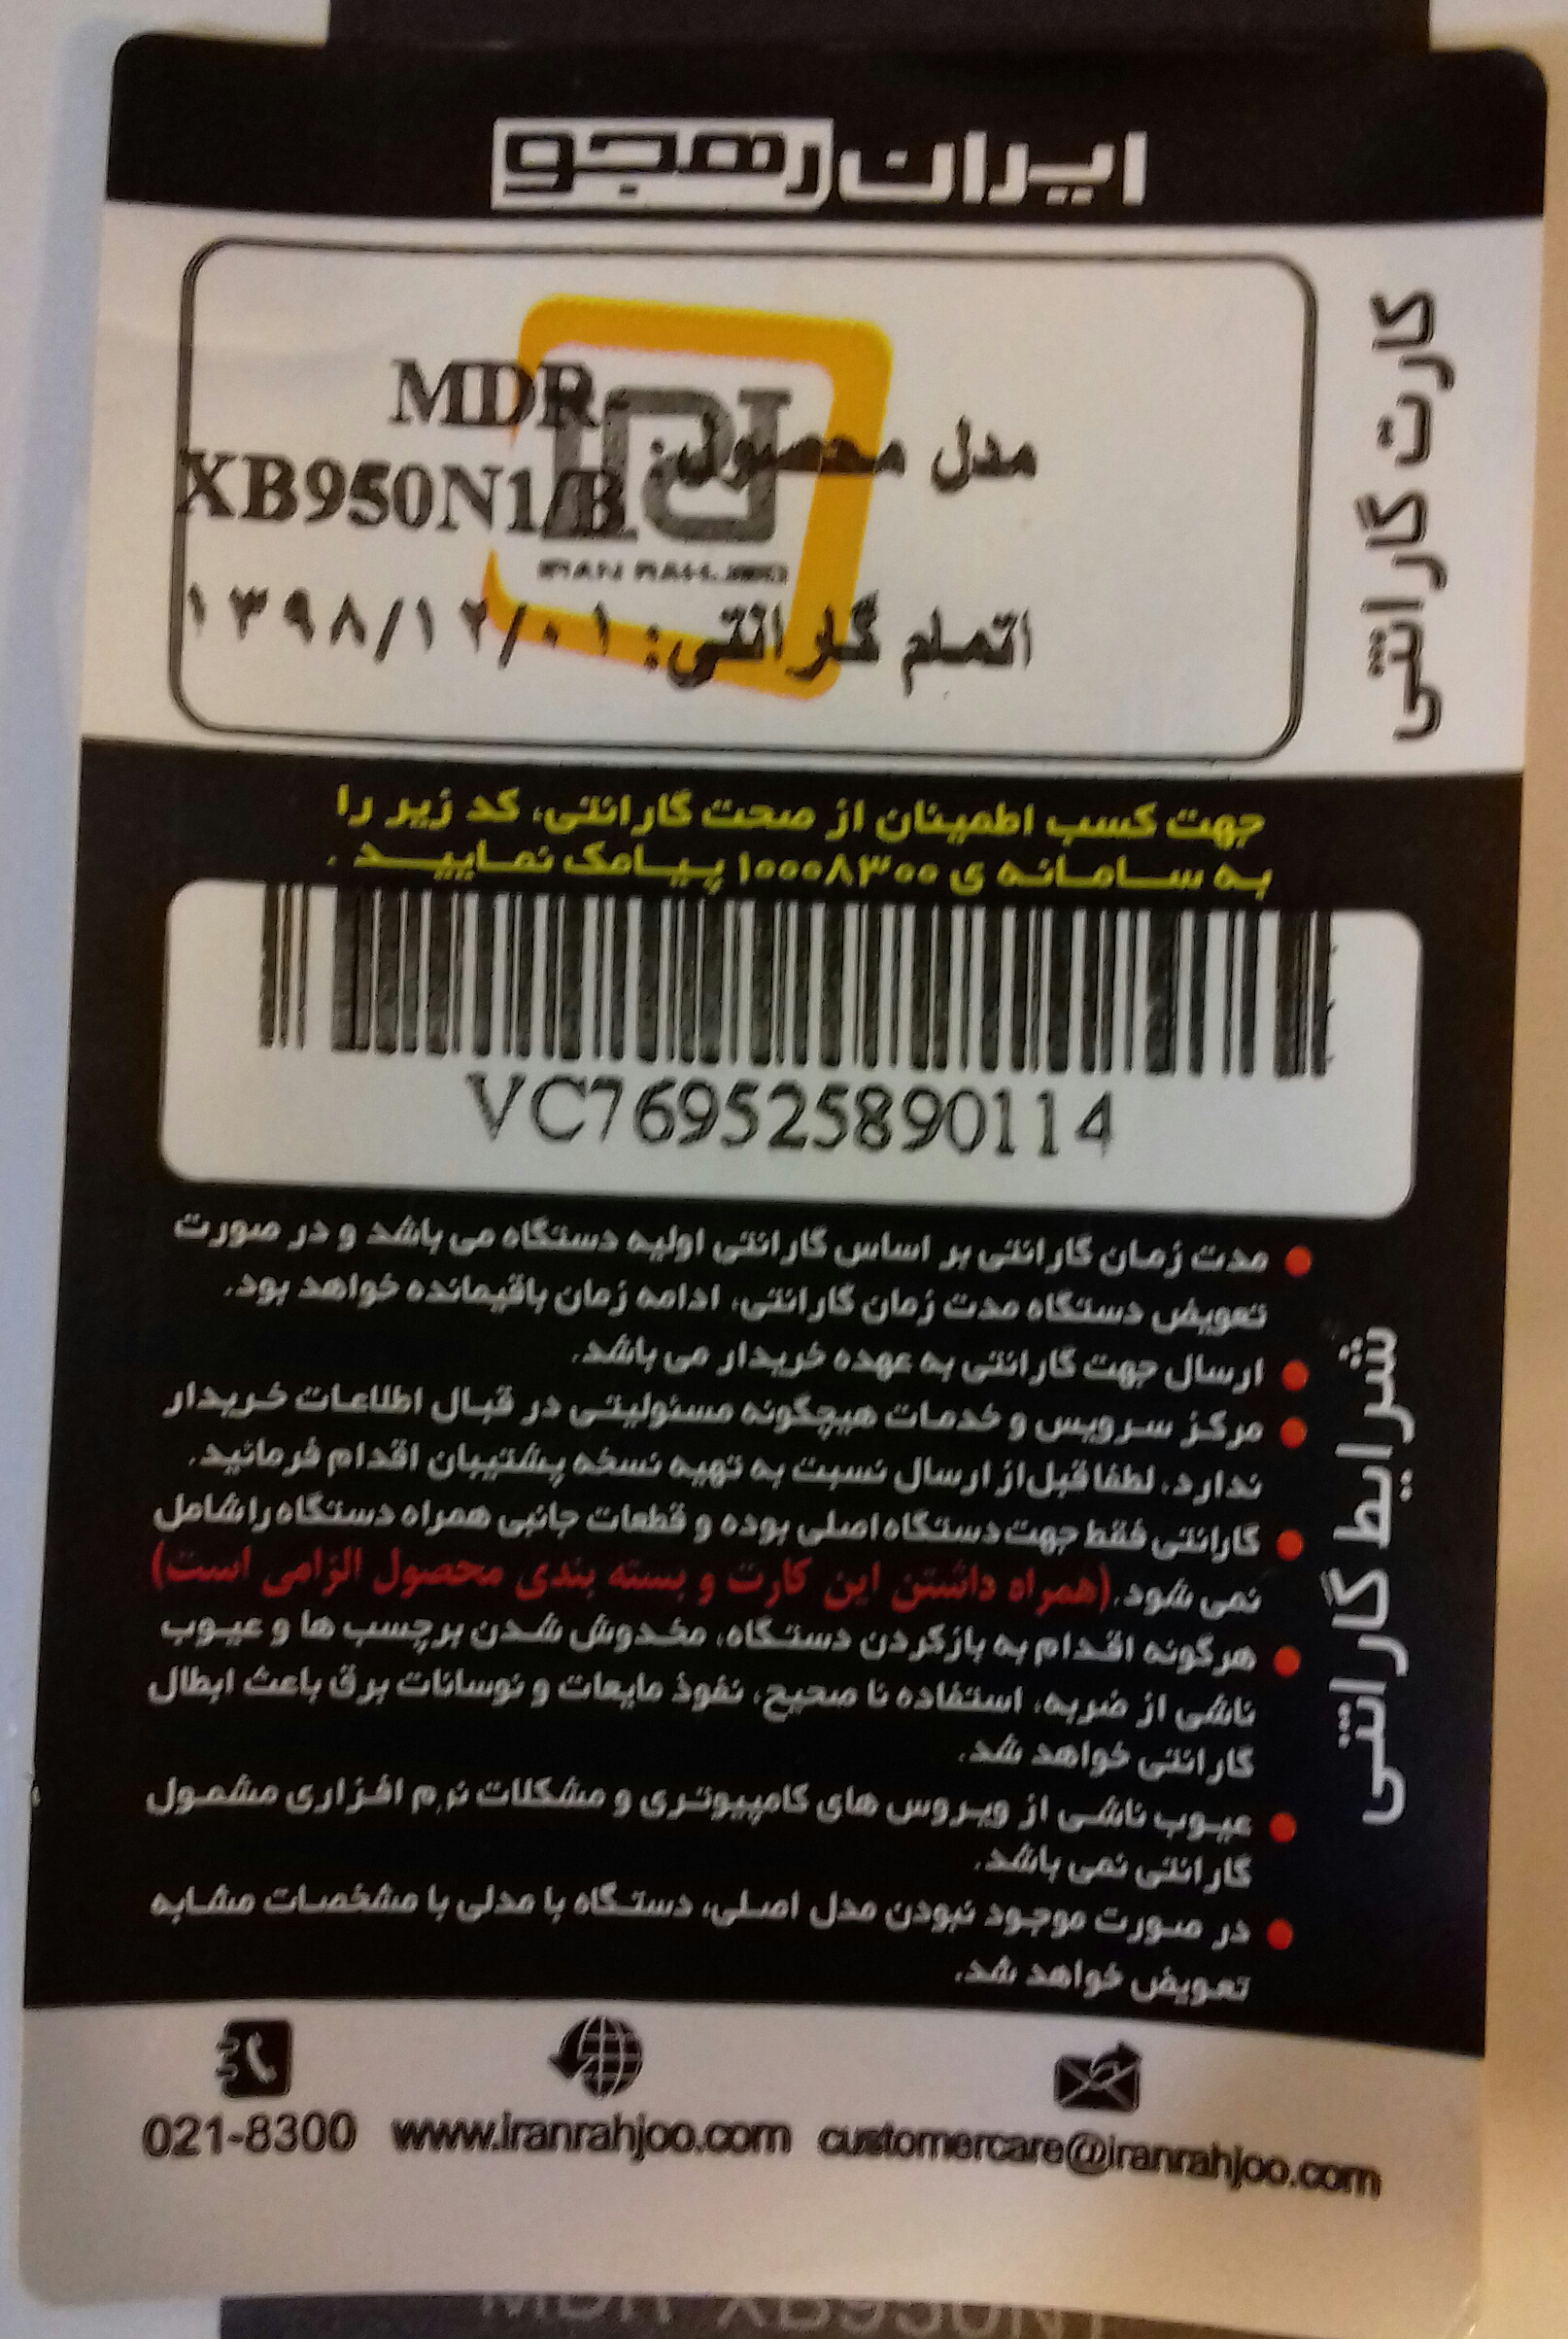 ایران رهجو
کارت گارانتی
مدل محصول: MDR-
XB950N1/B
IRAN RAHJOO
اتمام گارانتی: ۱۳۹۸/۱۲/۰۱
جهت کسب اطمینان از صحت گارانتی، کد زیر را
به سامانه ی ۱۰۰۰۸۳۰۰ پیامک نمایید.
VC769525890114
شرایط گارانتی
مدت زمان گارانتی بر اساس گارانتی اولیه دستگاه می باشد و در صورت
تعویض دستگاه مدت زمان گارانتی، ادامه زمان باقیمانده خواهد بود.
ارسال جهت گارانتی به عهده خریدار می باشد.
مرکز سرویس و خدمات هیچگونه مسئولیتی در قبال اطلاعات خریدار
ندارد، لطفا قبل از ارسال نسبت به تهیه نسخه پشتیبان اقدام فرمائید.
گارانتی فقط جهت دستگاه اصلی بوده و قطعات جانبی همراه دستگاه را شامل
نمی شود. (همراه داشتن این کارت و بسته بندی محصول الزامی است)
هرگونه اقدام به بازکردن دستگاه، مخدوش شدن برچسب ها و عیوب
ناشی از ضربه، استفاده نا صحیح، نفوذ مایعات و نوسانات برق باعث ابطال
گارانتی خواهد شد.
عیوب ناشی از ویروس های کامپیوتری و مشکلات نرم افزاری مشمول
گارانتی نمی باشد.
در صورت موجود نبودن مدل اصلی، دستگاه با مدلی با مشخصات مشابه
تعویض خواهد شد.
021-8300 www.iranrahjoo.com customercare@iranrahjoo.com
MDR-XB950N1